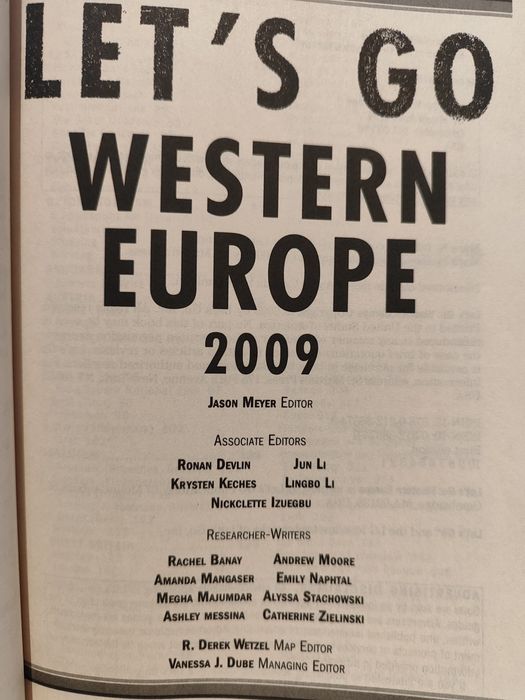 LET'S GO
WESTERN
EUROPE
2009
JASON MEYER EDITOR
ASSOCIATE EDITORS
RONAN DEVLIN JUN LI
KRYSTEN KECHES LINGBO LI
NICKCLETTE IZUEGBU
RESEARCHER-WRITERS
RACHEL BANAY ANDREW MOORE
AMANDA MANGASER EMILY NAPHTAL
MEGHA MAJUMDAR ALYSSA STACHOWSKI
ASHLEY MESSINA CATHERINE ZIELINSKI
R. DEREK WETZEL MAP EDITOR
VANESSA J. DUBE MANAGING EDITOR